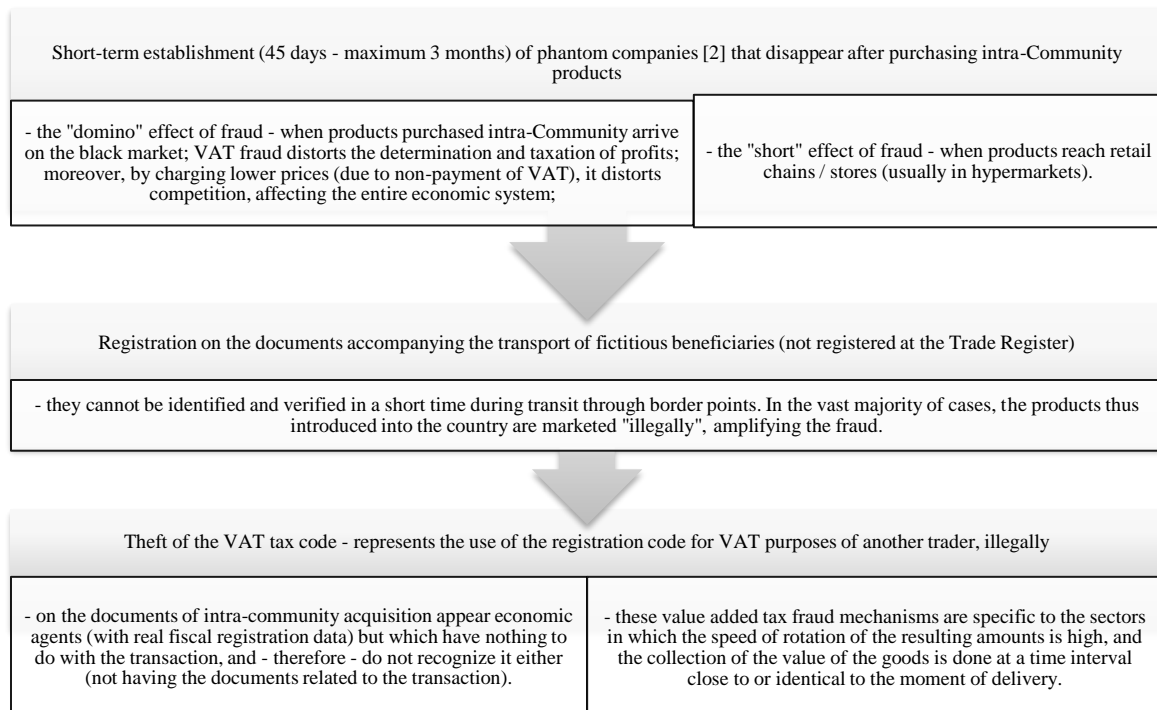 Short-term establishment (45 days - maximum 3 months) of phantom companies [2] that disappear after purchasing intra-Community
products
- the "domino" effect of fraud - when products purchased intra-Community arrive
on the black market; VAT fraud distorts the determination and taxation of profits;
moreover, by charging lower prices (due to non-payment of VAT), it distorts
competition, affecting the entire economic system;
- the "short" effect of fraud - when products reach retail
chains / stores (usually in hypermarkets).
Registration on the documents accompanying the transport of fictitious beneficiaries (not registered at the Trade Register)
- they cannot be identified and verified in a short time during transit through border points. In the vast majority of cases, the products thus
introduced into the country are marketed "illegally", amplifying the fraud.
Theft of the VAT tax code - represents the use of the registration code for VAT purposes of another trader, illegally
- on the documents of intra-community acquisition appear economic
agents (with real fiscal registration data) but which have nothing to
do with the transaction, and - therefore - do not recognize it either
(not having the documents related to the transaction).
- these value added tax fraud mechanisms are specific to the sectors
in which the speed of rotation of the resulting amounts is high, and
the collection of the value of the goods is done at a time interval
close to or identical to the moment of delivery.